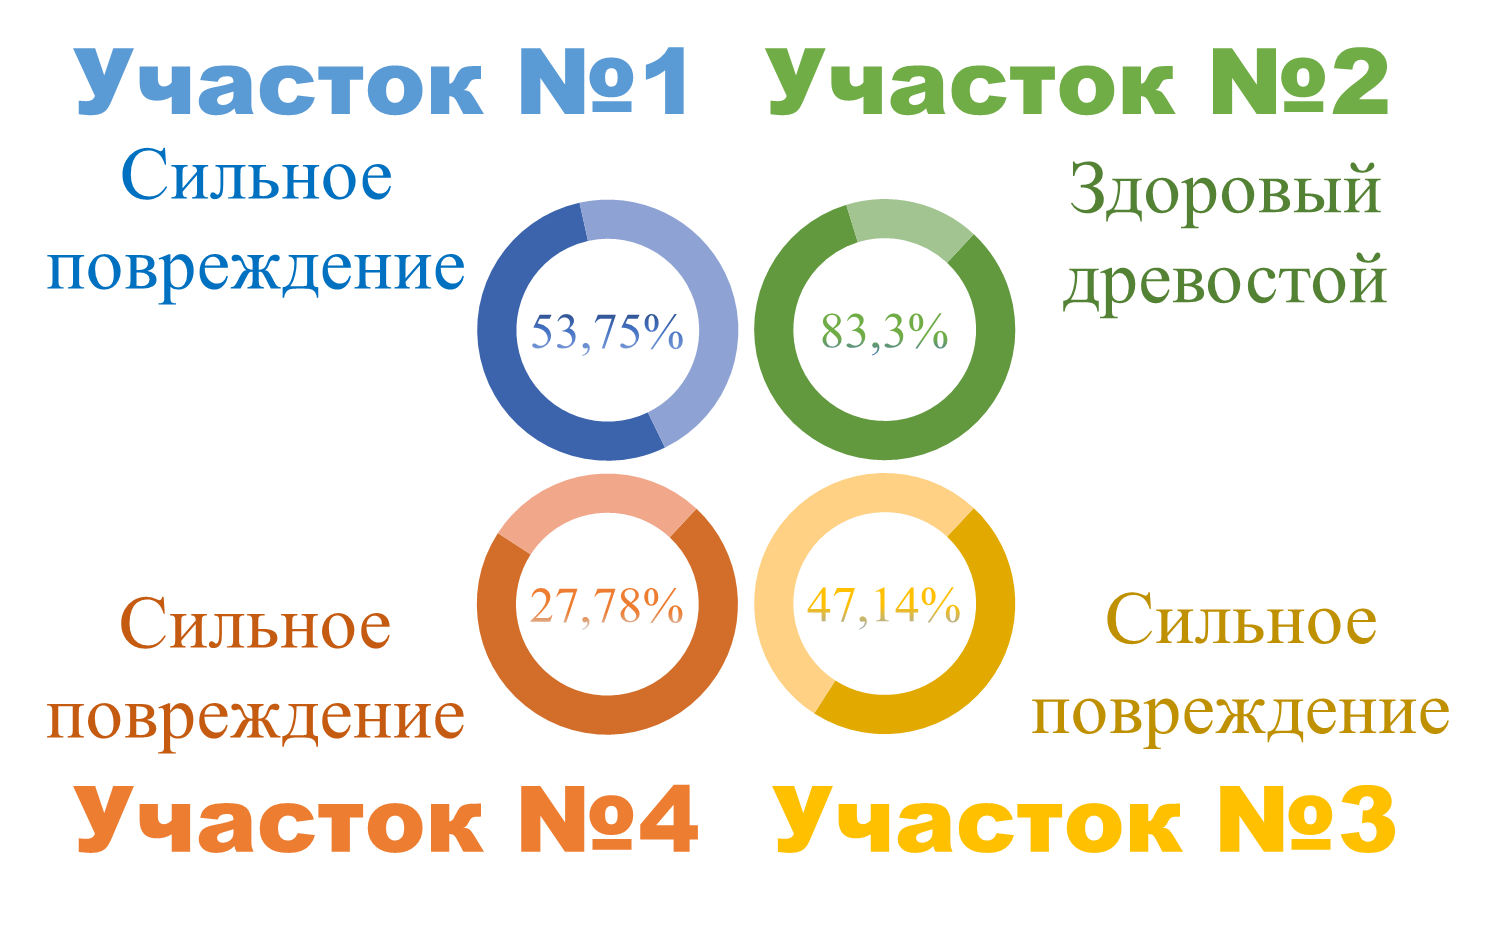 Участок №1
Сильное
повреждение
53,75%
Участок №2
Здоровый
древостой
83,3%
27,78%
Сильное
повреждение
Участок №4
47,14%
Сильное
повреждение
Участок №3